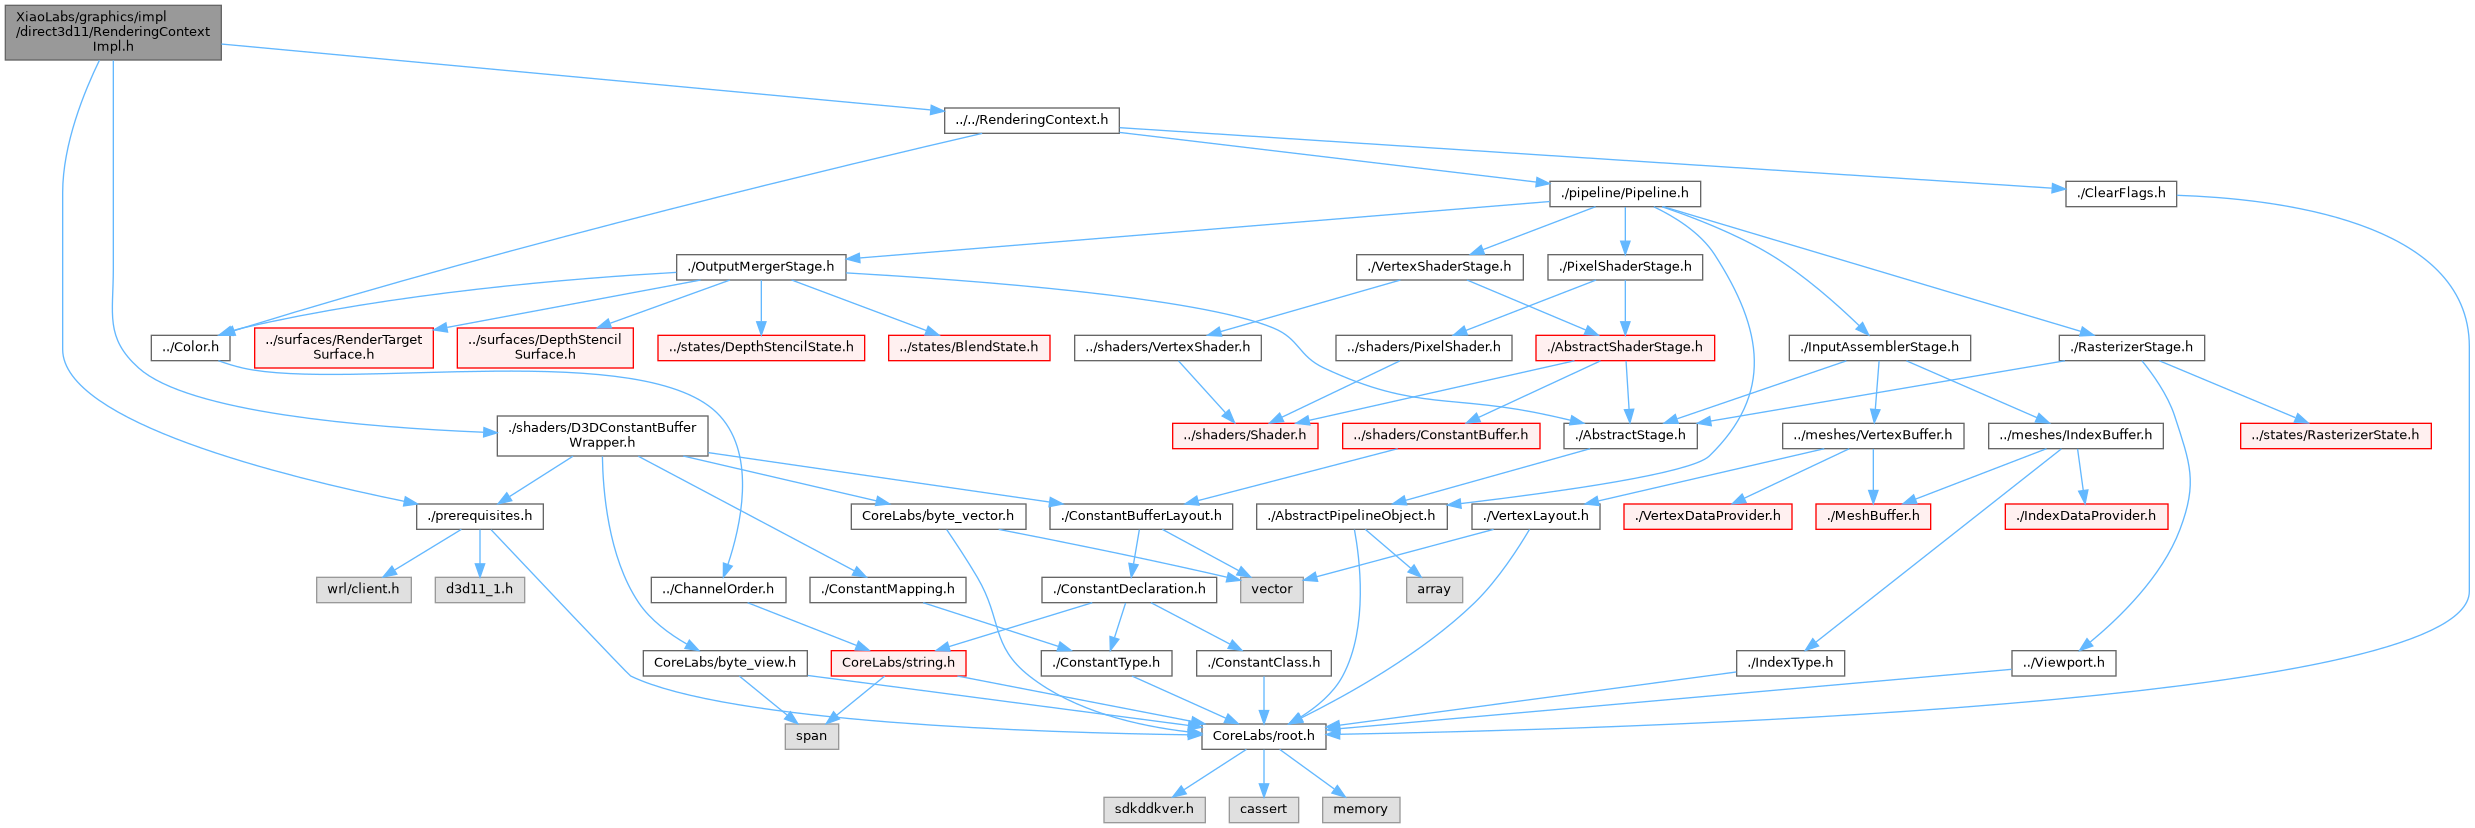 XiaoLabs/graphics/impl
/direct3d11/RenderingContext
Impl.h
../../RenderingContext.h
./pipeline/Pipeline.h
./ClearFlags.h
./OutputMergerStage.h
./VertexShaderStage.h
./PixelShaderStage.h
../Color.h
../surfaces/RenderTarget
Surface.h
../surfaces/DepthStencil
Surface.h
../states/DepthStencilState.h
../states/BlendState.h
../shaders/VertexShader.h
../shaders/PixelShader.h
./AbstractShaderStage.h
./InputAssemblerStage.h
./RasterizerStage.h
./shaders/D3DConstantBuffer
Wrapper.h
../shaders/Shader.h
../shaders/ConstantBuffer.h
./AbstractStage.h
../meshes/VertexBuffer.h
../meshes/IndexBuffer.h
../states/RasterizerState.h
./prerequisites.h
CoreLabs/byte_vector.h
./ConstantBufferLayout.h
./AbstractPipelineObject.h
./VertexLayout.h
./VertexDataProvider.h
./MeshBuffer.h
./IndexDataProvider.h
wrl/client.h
d3d11_1.h
../ChannelOrder.h
./ConstantMapping.h
./ConstantDeclaration.h
vector
array
CoreLabs/byte_view.h
CoreLabs/string.h
./ConstantType.h
./ConstantClass.h
./IndexType.h
../Viewport.h
span
CoreLabs/root.h
sdkddkver.h
cassert
memory